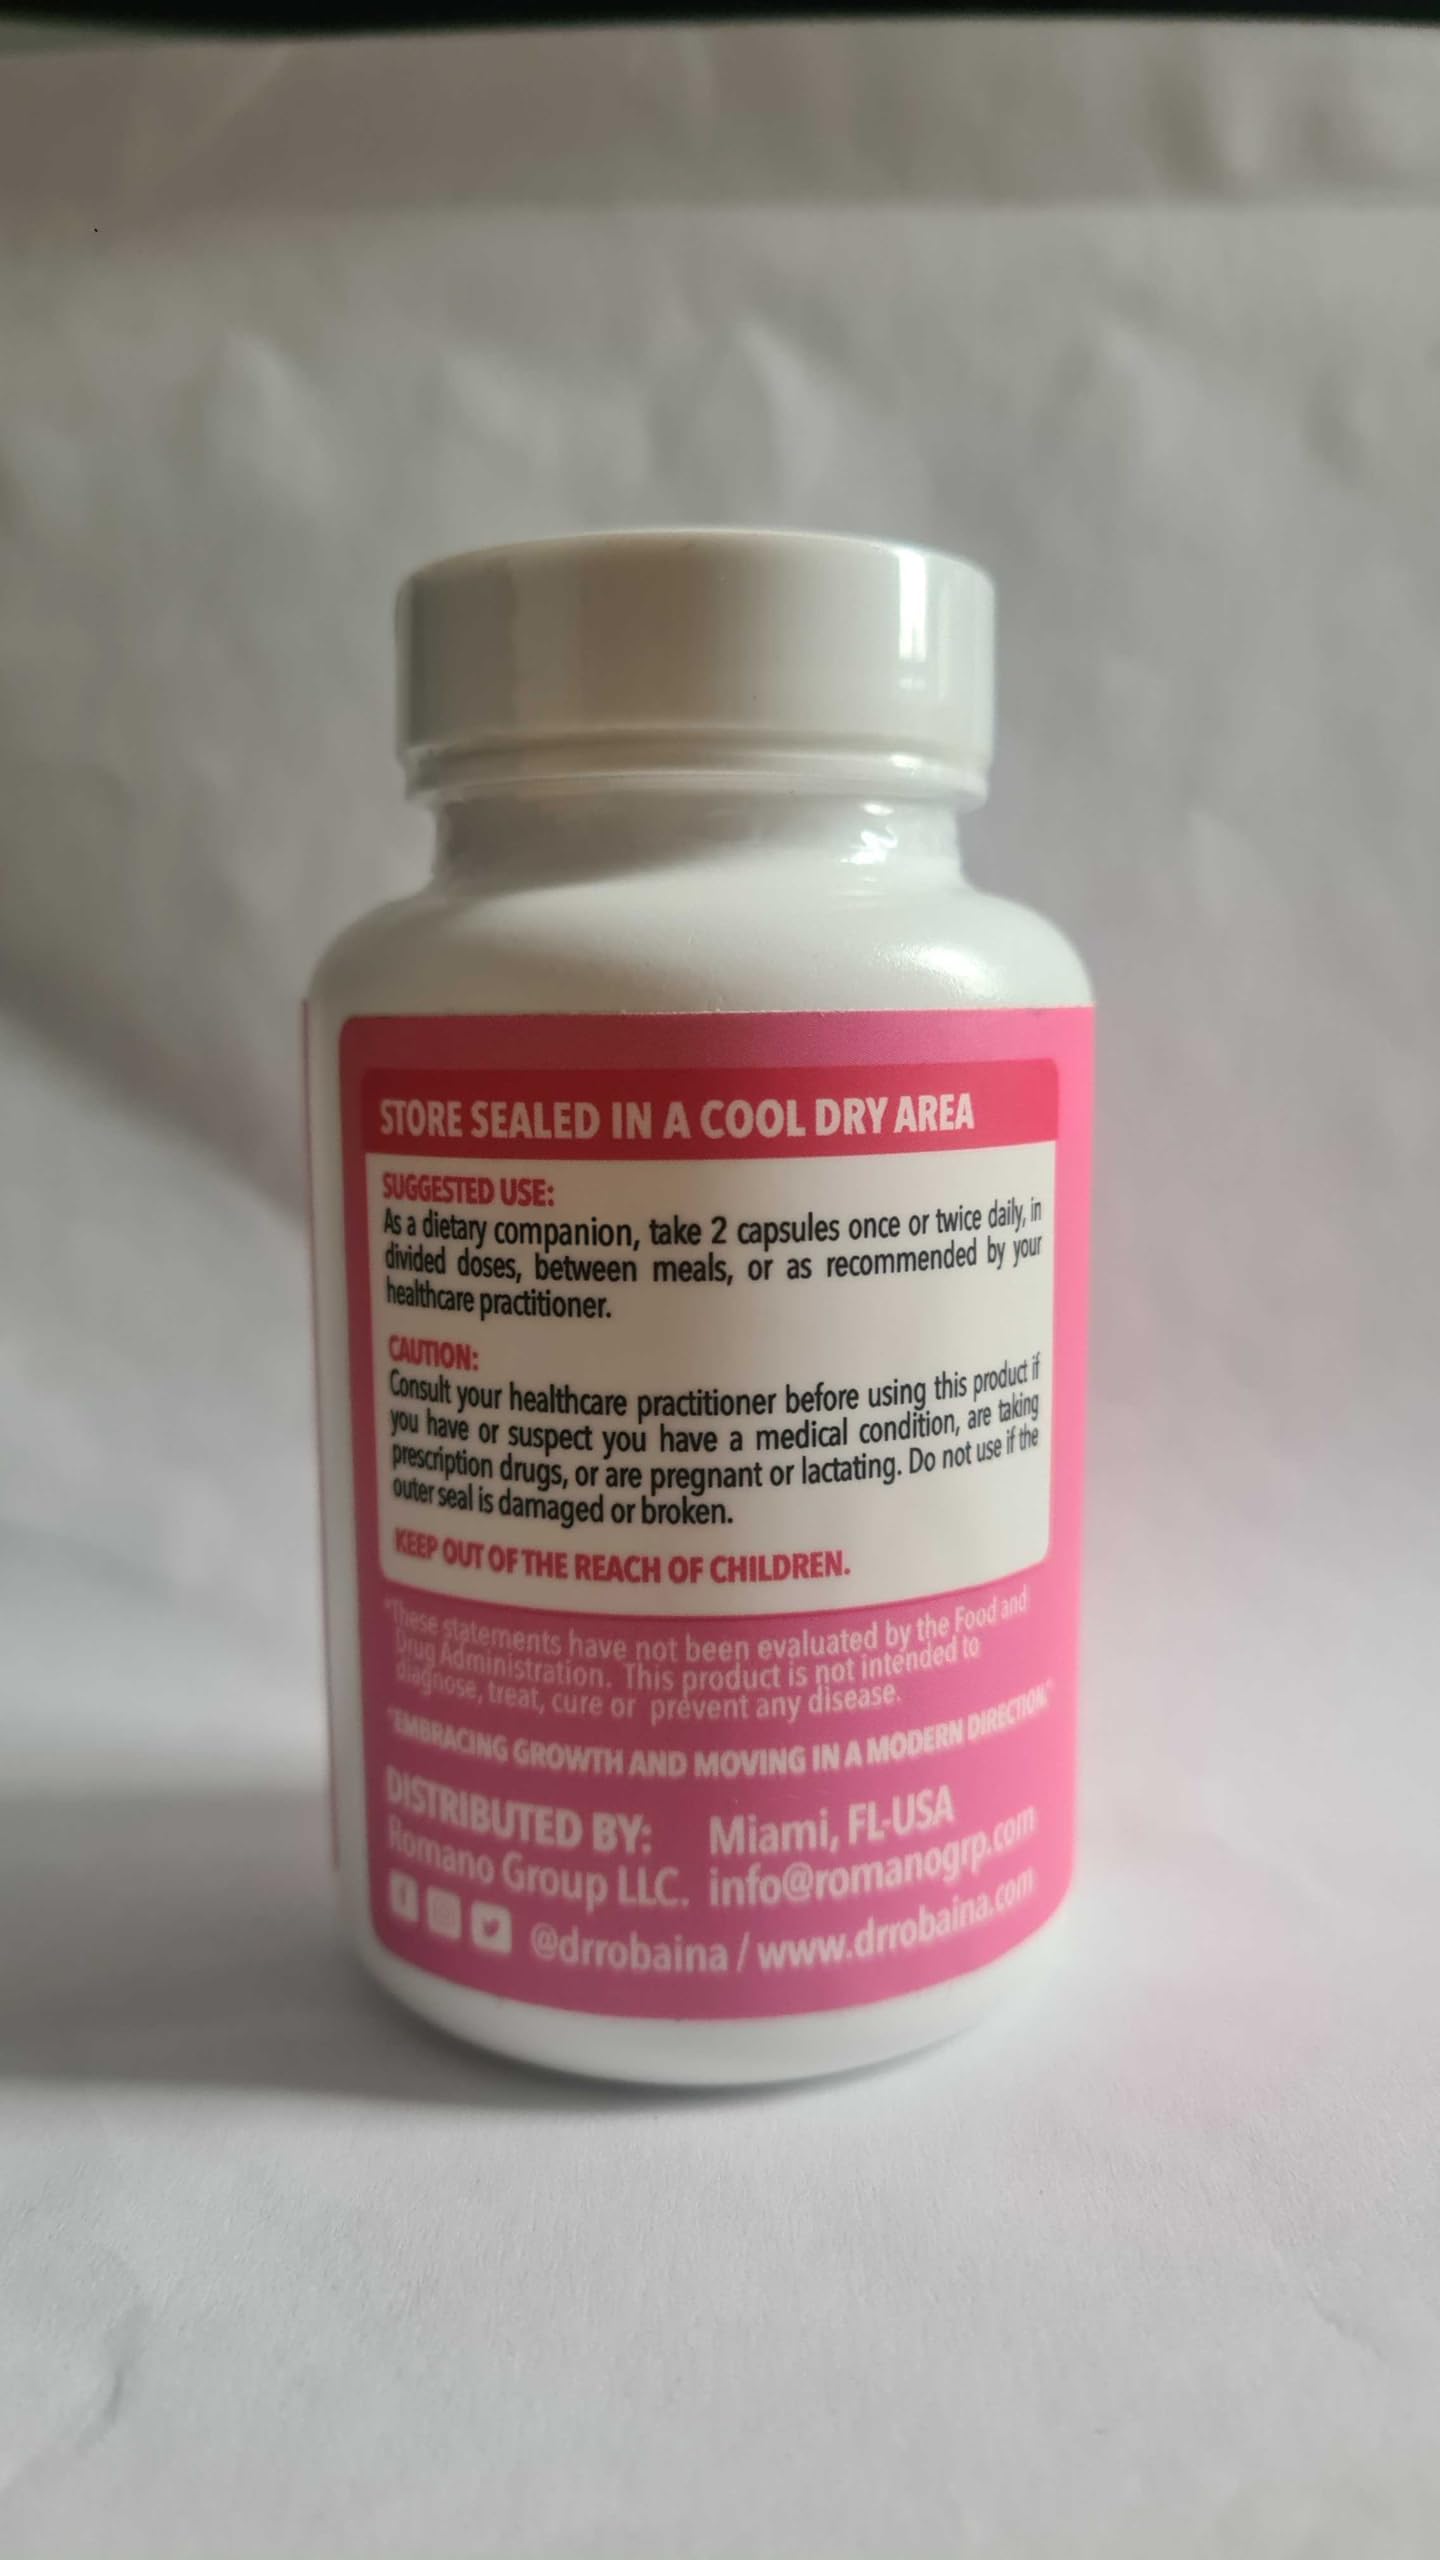 STORE SEALED IN A COOL DRY AREA
SUGGESTED USE:
As a dietary companion, take 2 capsules once or twice daily, in
divided doses, between meals, or as recommended by your
healthcare practitioner.
CAUTION:
Consult your healthcare practitioner before using this product if
you have or suspect you have a medical condition, are taking
prescription drugs, or are pregnant or lactating. Do not use if the
outer seal is damaged or broken.
KEEP OUT OF THE REACH OF CHILDREN.
*These statements have not been evaluated by the Food and
Drug Administration. This product is not intended to
diagnose, treat, cure or prevent any disease.
"EMBRACING GROWTH AND MOVING IN A MODERN DIRECTION."
DISTRIBUTED BY: Miami, FL-USA
Romano Group LLC. info@romanogrp.com
@drrobaina / www.drrobaina.com